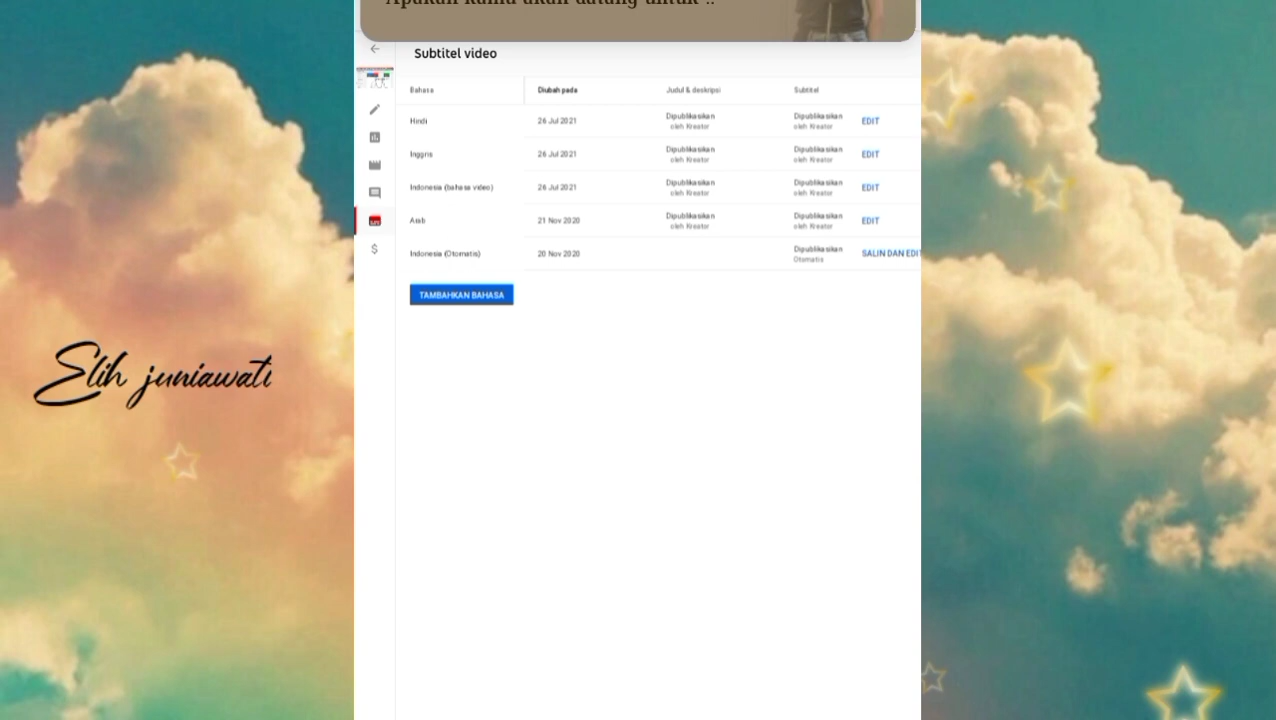 Apakah kamu akan datang untuk ..
Subtitel video
Bahasa Diubah pada Judul & deskripsi Subtitel
Hindi 26 Jul 2021 Dipublikasikan oleh Kreator Dipublikasikan oleh Kreator EDIT
Inggris 26 Jul 2021 Dipublikasikan oleh Kreator Dipublikasikan oleh Kreator EDIT
Indonesia (bahasa video) 26 Jul 2021 Dipublikasikan oleh Kreator Dipublikasikan oleh Kreator EDIT
Arab 21 Nov 2020 Dipublikasikan oleh Kreator Dipublikasikan oleh Kreator EDIT
Indonesia (Otomatis) 20 Nov 2020 Dipublikasikan Otomatis SALIN DAN EDIT
TAMBAHKAN BAHASA
Elih juniawati